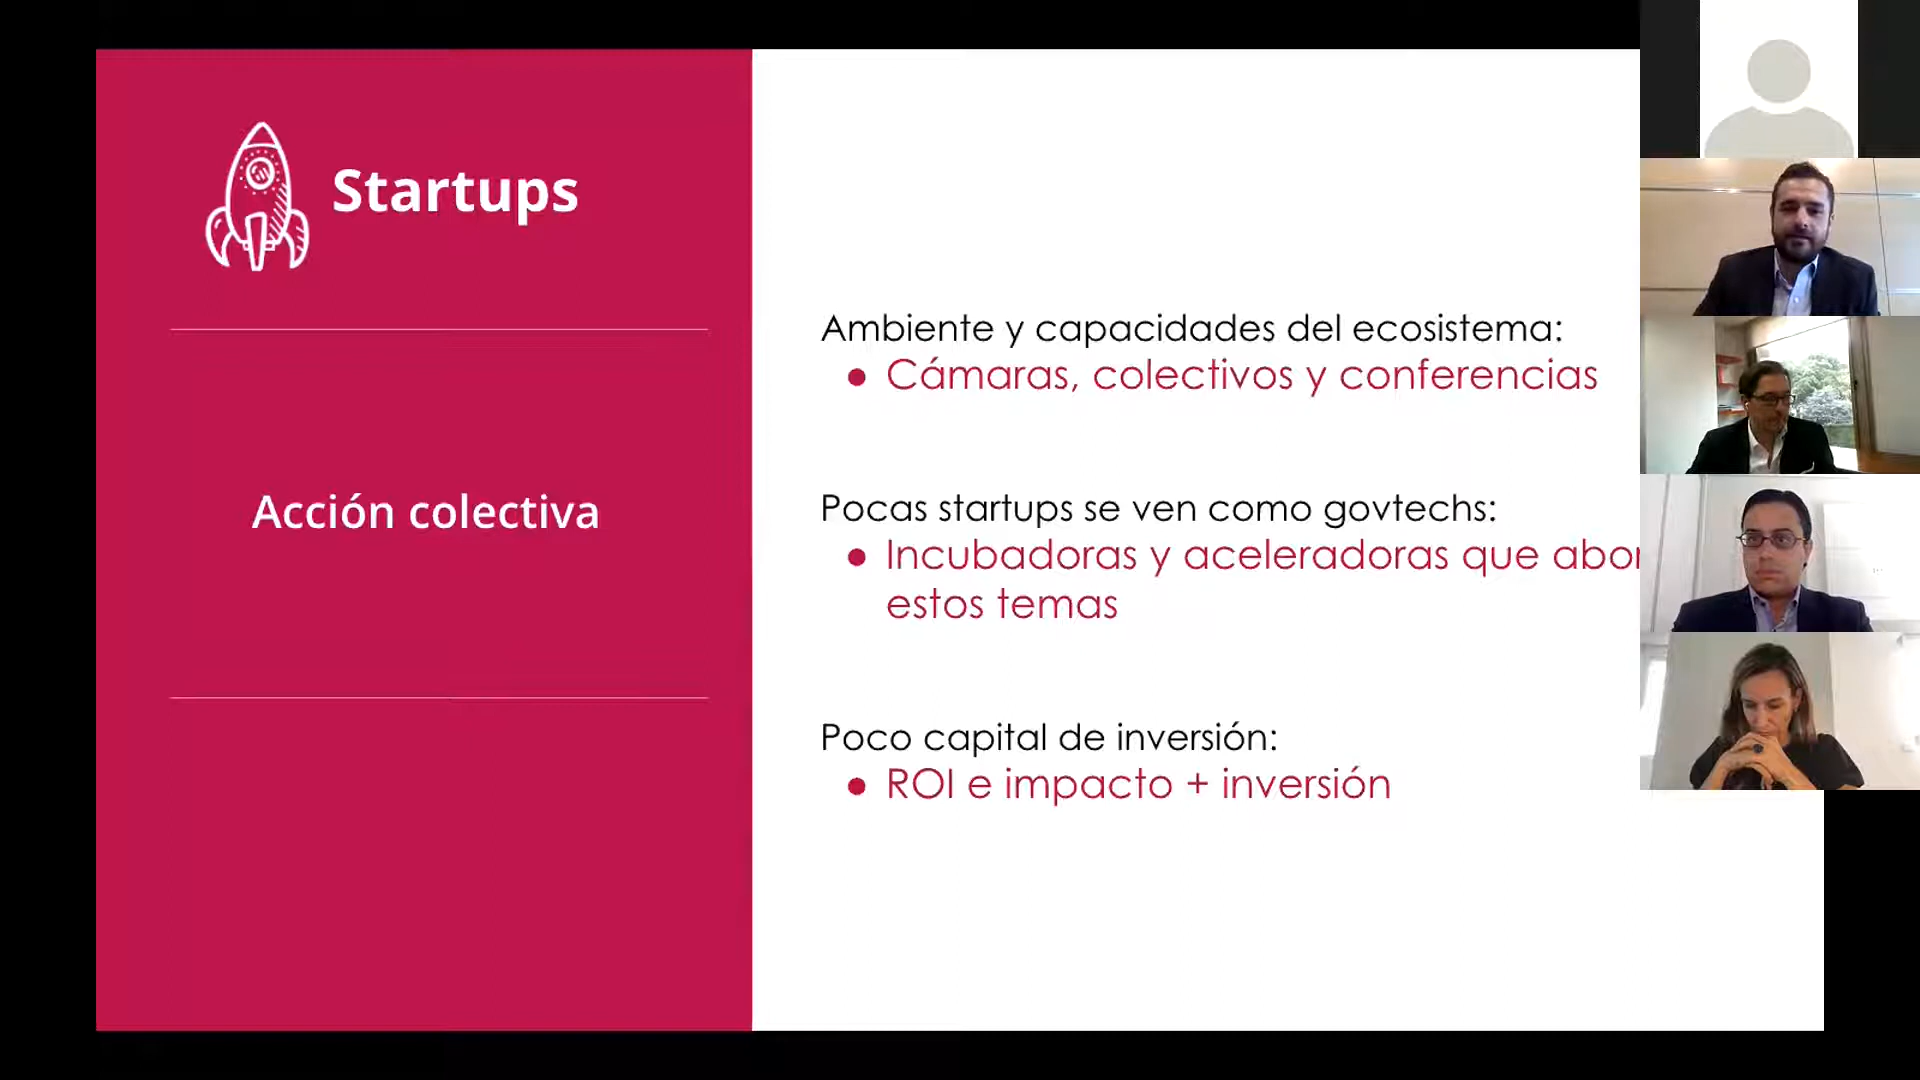 Startups
Acción colectiva
Ambiente y capacidades del ecosistema:
● Cámaras, colectivos y conferencias
Pocas startups se ven como govtechs:
● Incubadoras y aceleradoras que
estos temas
Poco capital de inversión:
● ROI e impacto + inversión